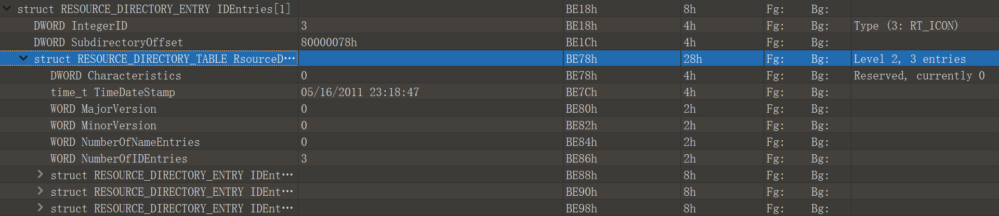 struct RESOURCE_DIRECTORY_ENTRY IDEntries[1] BE18h 8h Fg: Bg:
DWORD IntegerID 3 BE18h 4h Fg: Bg: Type (3: RT_ICON)
DWORD SubdirectoryOffset 80000078h BE1Ch 4h Fg: Bg:
struct RESOURCE_DIRECTORY_TABLE RsourceD… BE78h 28h Fg: Bg: Level 2, 3 entries
DWORD Characteristics 0 BE78h 4h Fg: Bg: Reserved, currently 0
time_t TimeDateStamp 05/16/2011 23:18:47 BE7Ch 4h Fg: Bg:
WORD MajorVersion 0 BE80h 2h Fg: Bg:
WORD MinorVersion 0 BE82h 2h Fg: Bg:
WORD NumberOfNameEntries 0 BE84h 2h Fg: Bg:
WORD NumberOfIDEntries 3 BE86h 2h Fg: Bg:
struct RESOURCE_DIRECTORY_ENTRY IDEnt… BE88h 8h Fg: Bg:
struct RESOURCE_DIRECTORY_ENTRY IDEnt… BE90h 8h Fg: Bg:
struct RESOURCE_DIRECTORY_ENTRY IDEnt… BE98h 8h Fg: Bg: